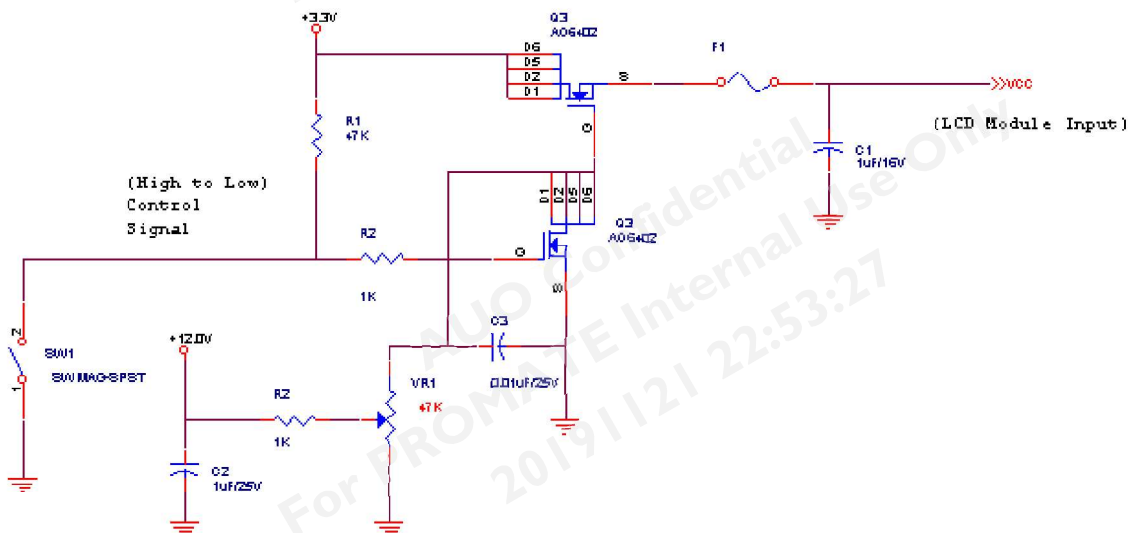 +3.3V
Q3
AO6402
D6
D5
D2
D1
S
G
F1
VCC
(LCD Module Input)
R1
47K
C1
1uF/16V
(High to Low)
Control
Signal
D1
D2
D5
D6
Q3
AO6402
R2
1K
G
S
2
SW1
SW MAG-SPST
1
+12.0V
C3
0.01uF/25V
VR1
47K
R2
1K
C2
1uF/25V
AUO Confidential
For PROMATE Internal Use Only
20191121 22:53:27